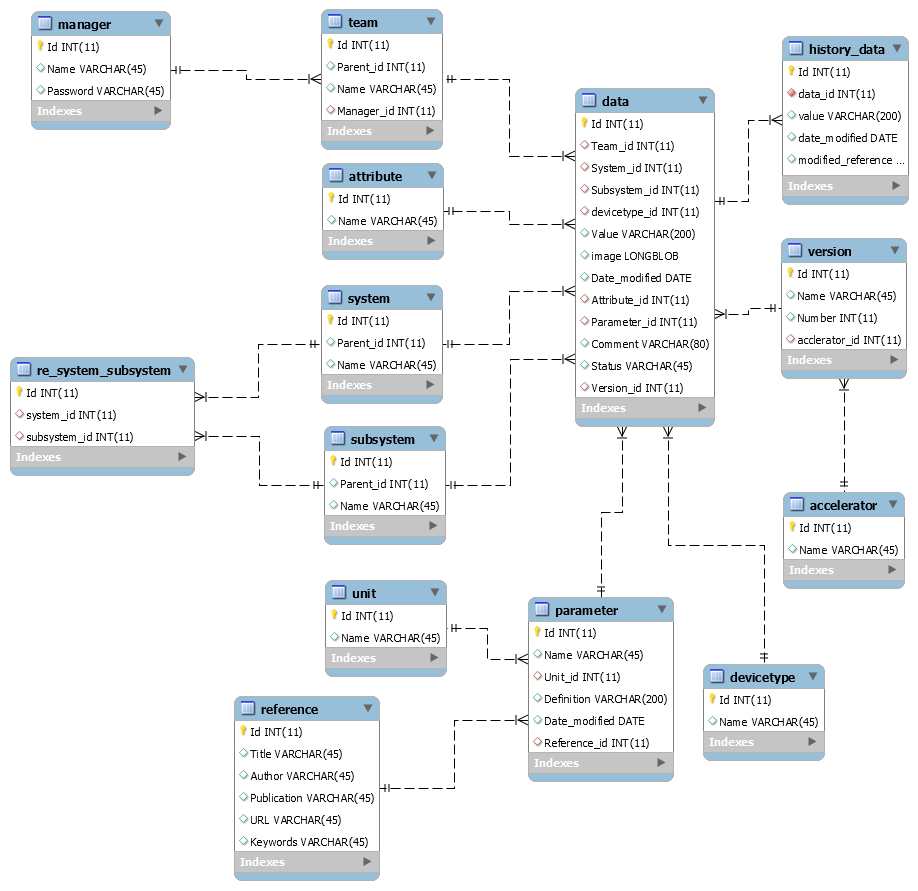 manager
Id INT(11)
Name VARCHAR(45)
Password VARCHAR(45)
Indexes
team
Id INT(11)
Parent_id INT(11)
Name VARCHAR(45)
Manager_id INT(11)
Indexes
attribute
Id INT(11)
Name VARCHAR(45)
Indexes
system
Id INT(11)
Parent_id INT(11)
Name VARCHAR(45)
Indexes
re_system_subsystem
Id INT(11)
system_id INT(11)
subsystem_id INT(11)
Indexes
subsystem
Id INT(11)
Parent_id INT(11)
Name VARCHAR(45)
Indexes
data
Id INT(11)
Team_id INT(11)
System_id INT(11)
Subsystem_id INT(11)
devicetype_id INT(11)
Value VARCHAR(200)
image LONGBLOB
Date_modified DATE
Attribute_id INT(11)
Parameter_id INT(11)
Comment VARCHAR(80)
Status VARCHAR(45)
Version_id INT(11)
Indexes
history_data
Id INT(11)
data_id INT(11)
value VARCHAR(200)
date_modified DATE
modified_reference ...
Indexes
version
Id INT(11)
Name VARCHAR(45)
Number INT(11)
acclerator_id INT(11)
Indexes
accelerator
Id INT(11)
Name VARCHAR(45)
Indexes
unit
Id INT(11)
Name VARCHAR(45)
Indexes
parameter
Id INT(11)
Name VARCHAR(45)
Unit_id INT(11)
Definition VARCHAR(200)
Date_modified DATE
Reference_id INT(11)
Indexes
devicetype
Id INT(11)
Name VARCHAR(45)
Indexes
reference
Id INT(11)
Title VARCHAR(45)
Author VARCHAR(45)
Publication VARCHAR(45)
URL VARCHAR(45)
Keywords VARCHAR(45)
Indexes